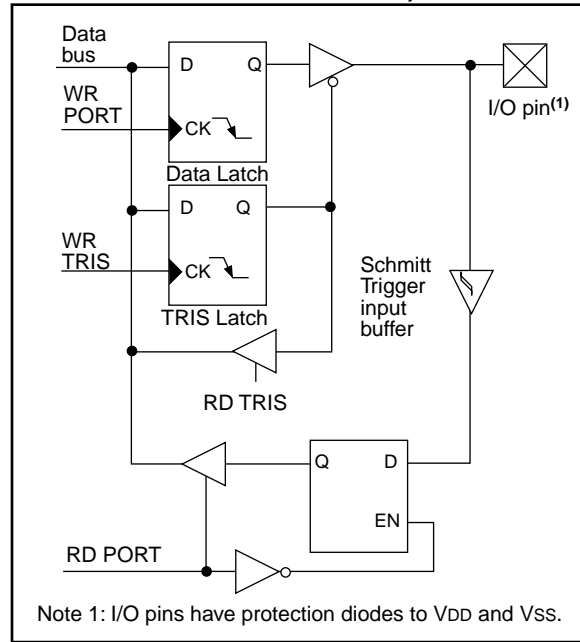 Data
bus
D
Q
WR
PORT
CK
I/O pin(1)
Data Latch
D
Q
WR
TRIS
CK
Schmitt
Trigger
input
buffer
TRIS Latch
RD TRIS
Q
D
EN
RD PORT
Note 1: I/O pins have protection diodes to VDD and VSS.